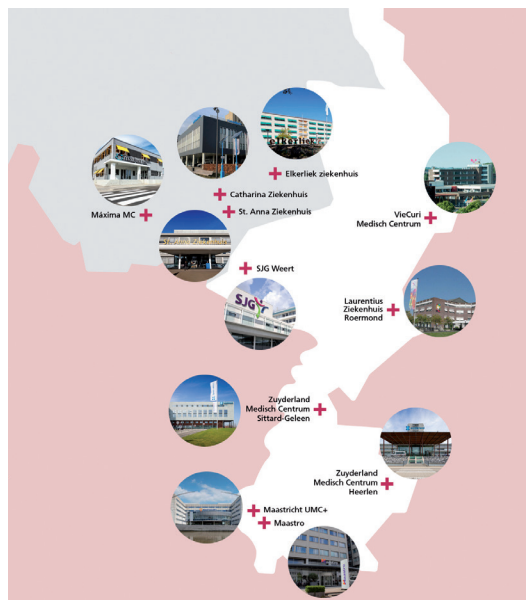 elkerliek
Elkerliek ziekenhuis
Catharina Ziekenhuis
St. Anna Ziekenhuis
Máxima MC
VieCuri
Medisch Centrum
SJG Weert
SJG
Laurentius
Ziekenhuis
Roermond
Zuyderland
Medisch Centrum
Sittard-Geleen
Zuyderland
Medisch Centrum
Heerlen
Maastricht UMC+
Maastro